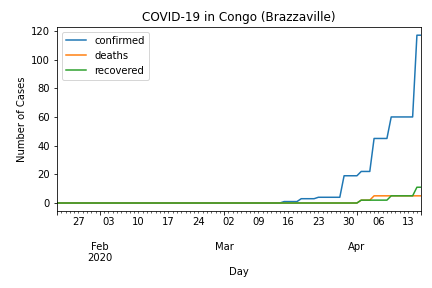 COVID-19 in Congo (Brazzaville)
confirmed
deaths
recovered
Number of Cases
120
100
80
60
40
20
0
27 03 10 17 24 02 09 16 23 30 06 13
Feb Mar Apr
2020
Day